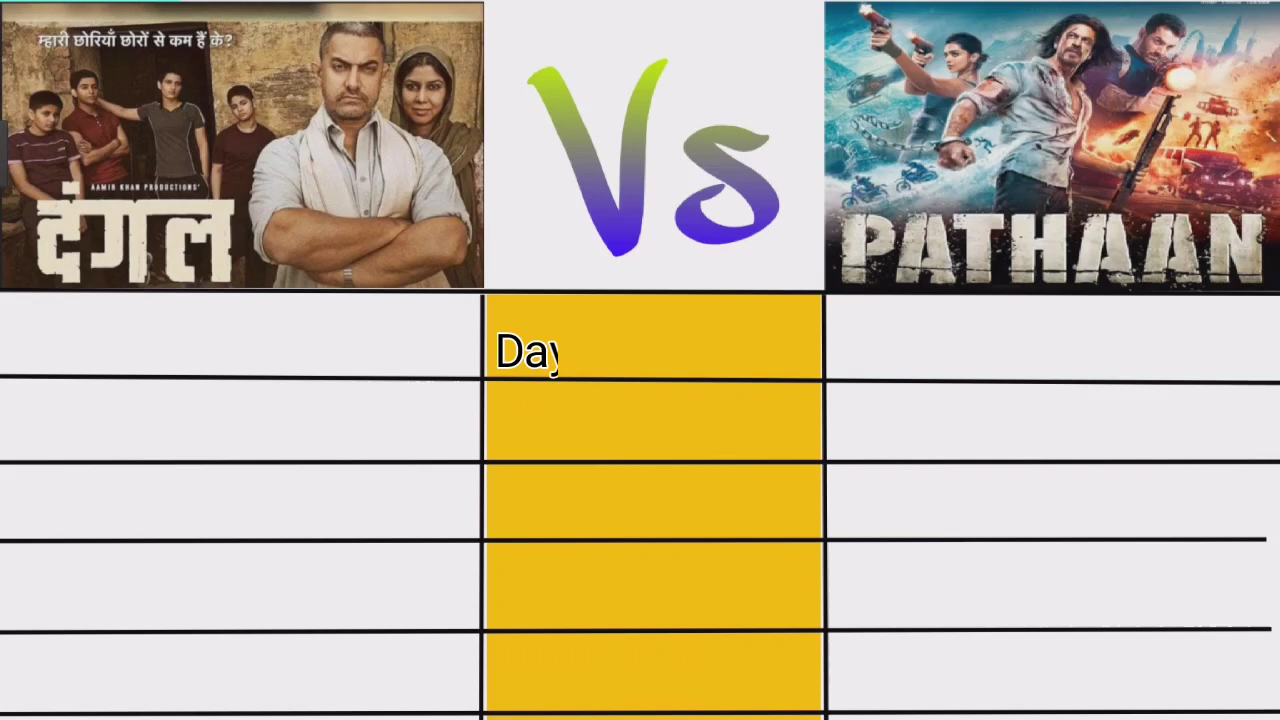 म्हारी छोरियाँ छोरों से कम हैं के?
AAMIR KHAN PRODUCTIONS'
दंगल
Vs
PATHAAN
Day